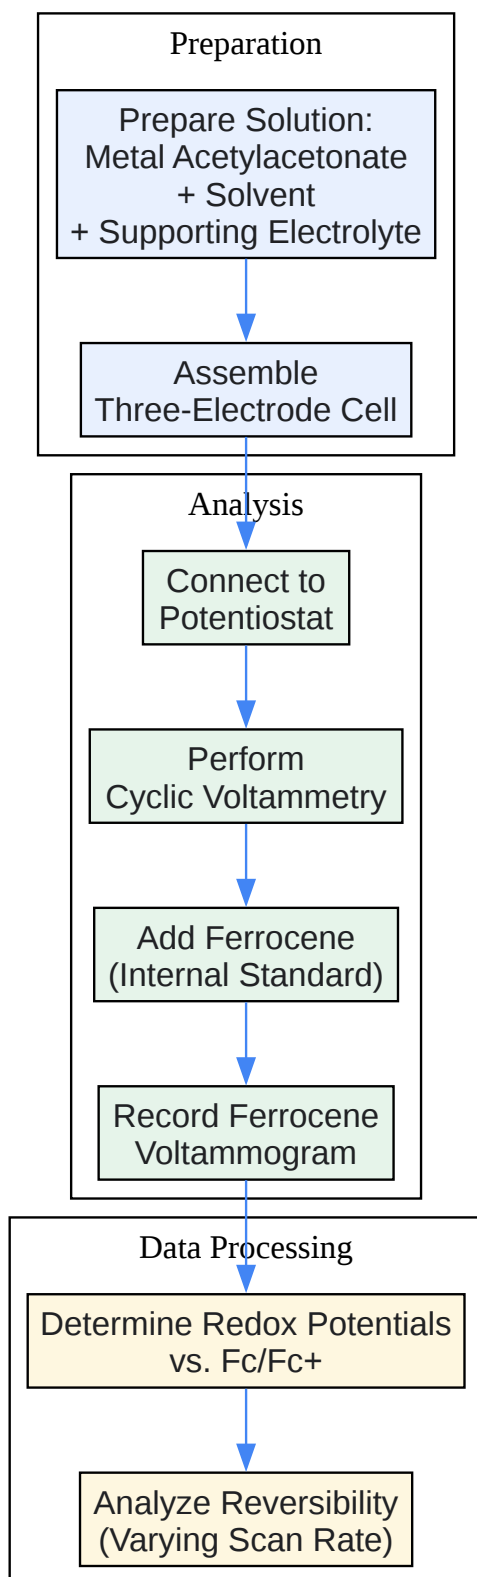 Preparation
Prepare Solution:
Metal Acetylacetonate
+ Solvent
+ Supporting Electrolyte
Assemble
Three-Electrode Cell
Analysis
Connect to
Potentiostat
Perform
Cyclic Voltammetry
Add Ferrocene
(Internal Standard)
Record Ferrocene
Voltammogram
Data Processing
Determine Redox Potentials
vs. Fc/Fc+
Analyze Reversibility
(Varying Scan Rate)